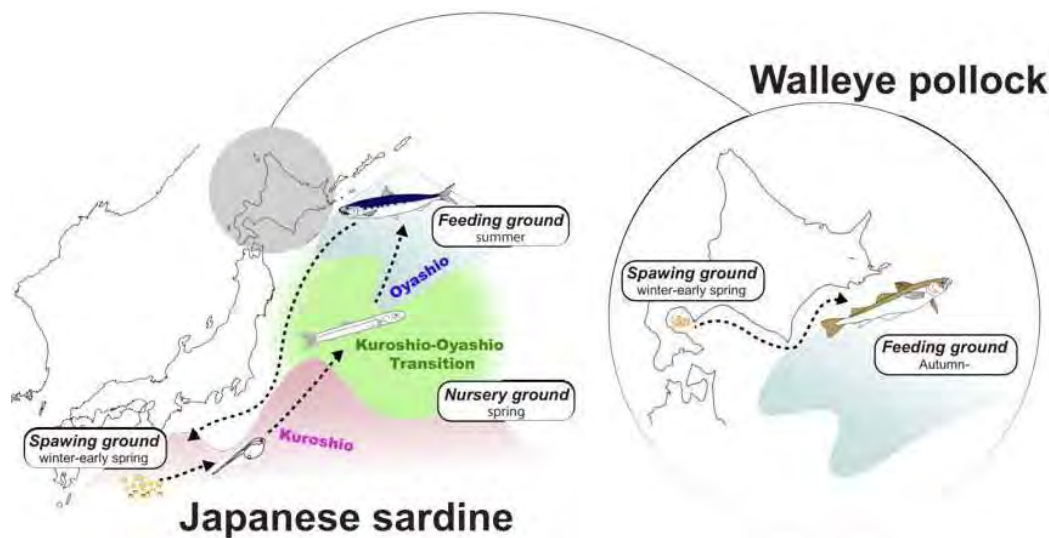 Walleye pollock
Feeding ground
summer
Oyashio
Kuroshio-Oyashio
Transition
Nursery ground
spring
Spawing ground
winter-early spring
Kuroshio
Japanese sardine
Spawing ground
winter-early spring
Feeding ground
Autumn-